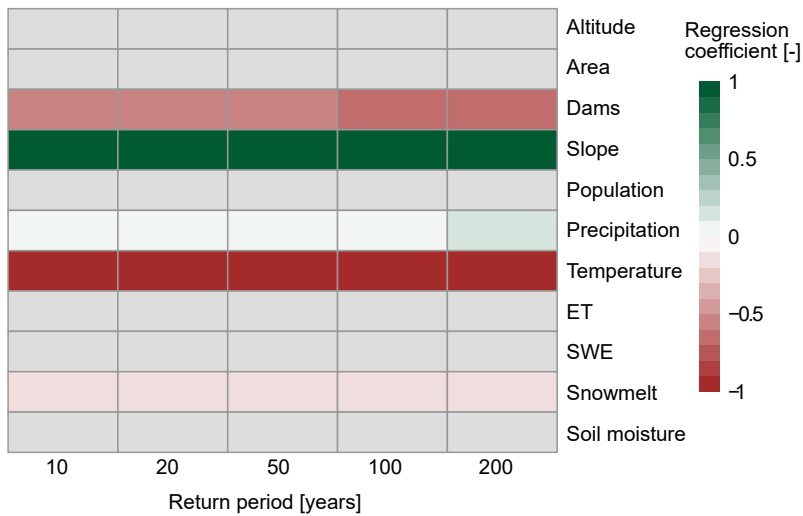 Altitude
Area
Dams
Slope
Population
Precipitation
Temperature
ET
SWE
Snowmelt
Soil moisture
10 20 50 100 200
Return period [years]
Regression
coefficient [-]
1
0.5
0
−0.5
−1